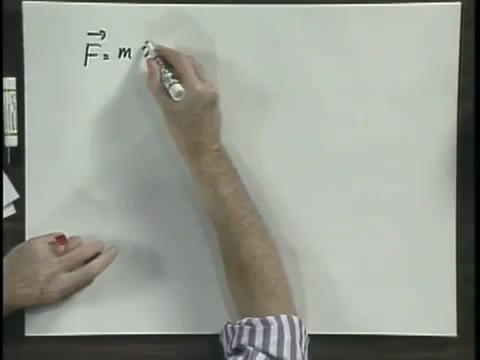 F⃗ = m